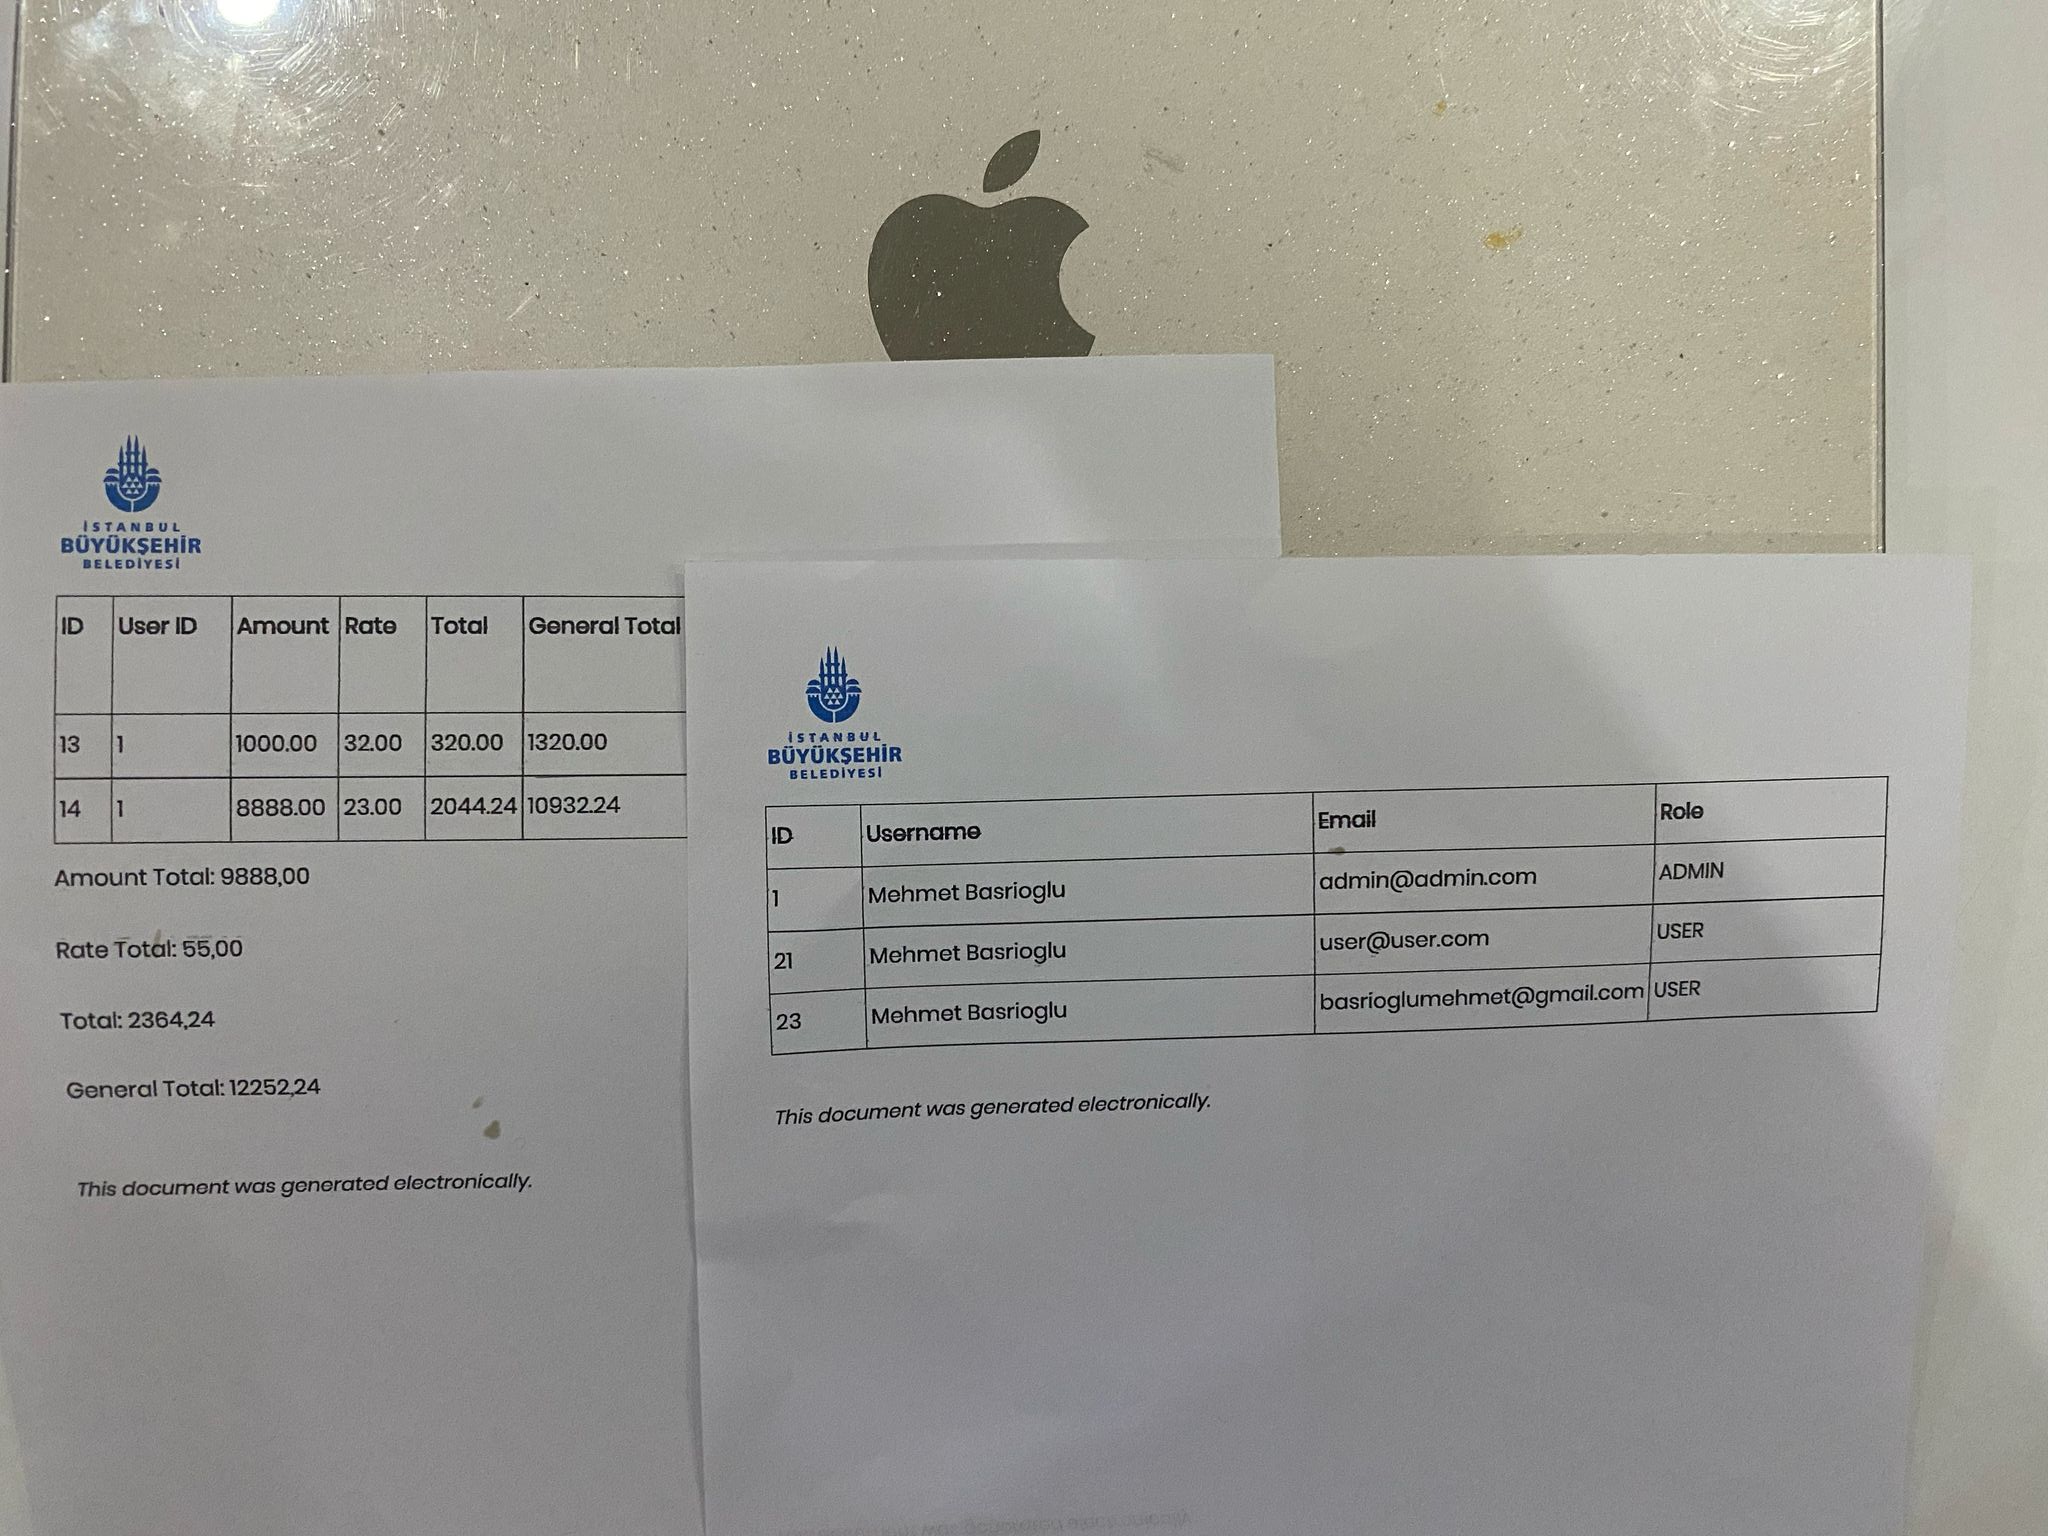 İSTANBUL
BÜYÜKŞEHİR
BELEDİYESİ
ID User ID Amount Rate Total General Total
13 1 1000.00 32.00 320.00 1320.00
14 1 8888.00 23.00 2044.24 10932.24
Amount Total: 9888,00
Rate Total: 55,00
Total: 2364,24
General Total: 12252,24
This document was generated electronically.
İSTANBUL
BÜYÜKŞEHİR
BELEDİYESİ
ID Username Email Role
1 Mehmet Basrioglu admin@admin.com ADMIN
21 Mehmet Basrioglu user@user.com USER
23 Mehmet Basrioglu basrioglumehmet@gmail.com USER
This document was generated electronically.